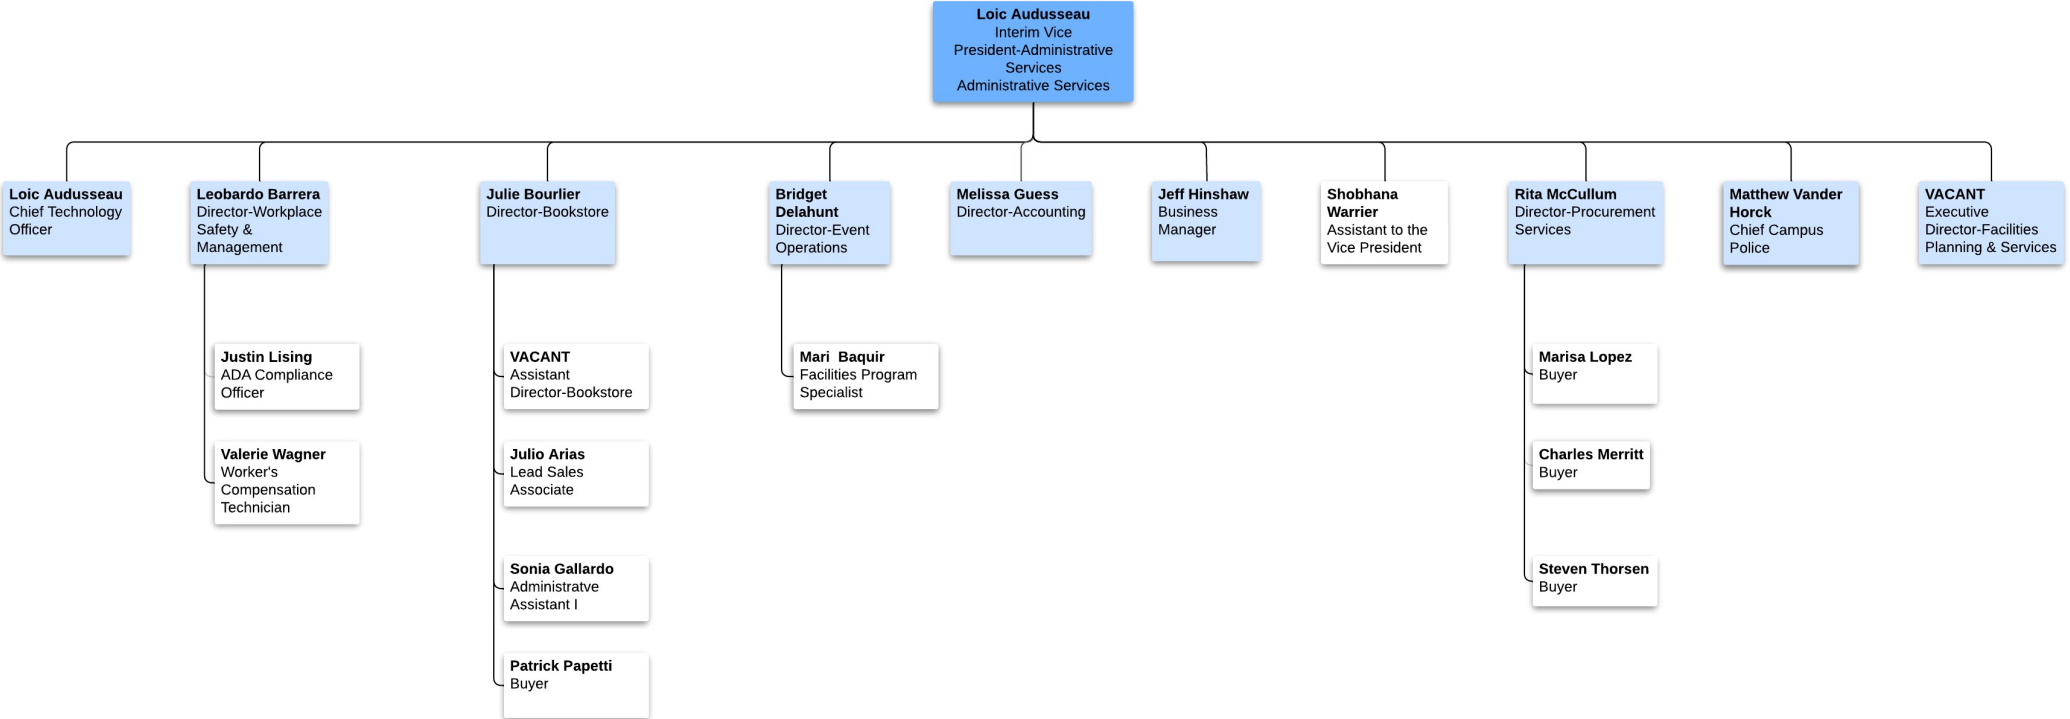 Loic Audusseau
Interim Vice
President-Administrative
Services
Administrative Services
Loic Audusseau
Chief Technology
Officer
Leobardo Barrera
Director-Workplace
Safety &
Management
Julie Bourlier
Director-Bookstore
Bridget
Delahunt
Director-Event
Operations
Melissa Guess
Director-Accounting
Jeff Hinshaw
Business
Manager
Shobhana
Warrier
Assistant to the
Vice President
Rita McCullum
Director-Procurement
Services
Matthew Vander
Horck
Chief Campus
Police
VACANT
Executive
Director-Facilities
Planning & Services
Justin Lising
ADA Compliance
Officer
Valerie Wagner
Worker's
Compensation
Technician
VACANT
Assistant
Director-Bookstore
Julio Arias
Lead Sales
Associate
Sonia Gallardo
Administratve
Assistant I
Patrick Papetti
Buyer
Mari  Baquir
Facilities Program
Specialist
Marisa Lopez
Buyer
Charles Merritt
Buyer
Steven Thorsen
Buyer